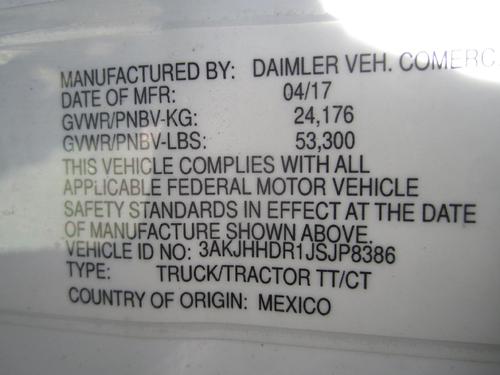 MANUFACTURED BY: DAIMLER VEH. COMERC
DATE OF MFR: 04/17
GVWR/PNBV-KG: 24,176
GVWR/PNBV-LBS: 53,300
THIS VEHICLE COMPLIES WITH ALL
APPLICABLE FEDERAL MOTOR VEHICLE
SAFETY STANDARDS IN EFFECT AT THE DATE
OF MANUFACTURE SHOWN ABOVE.
VEHICLE ID NO: 3AKJHHDR1JSJP8386
TYPE: TRUCK/TRACTOR TT/CT
COUNTRY OF ORIGIN: MEXICO